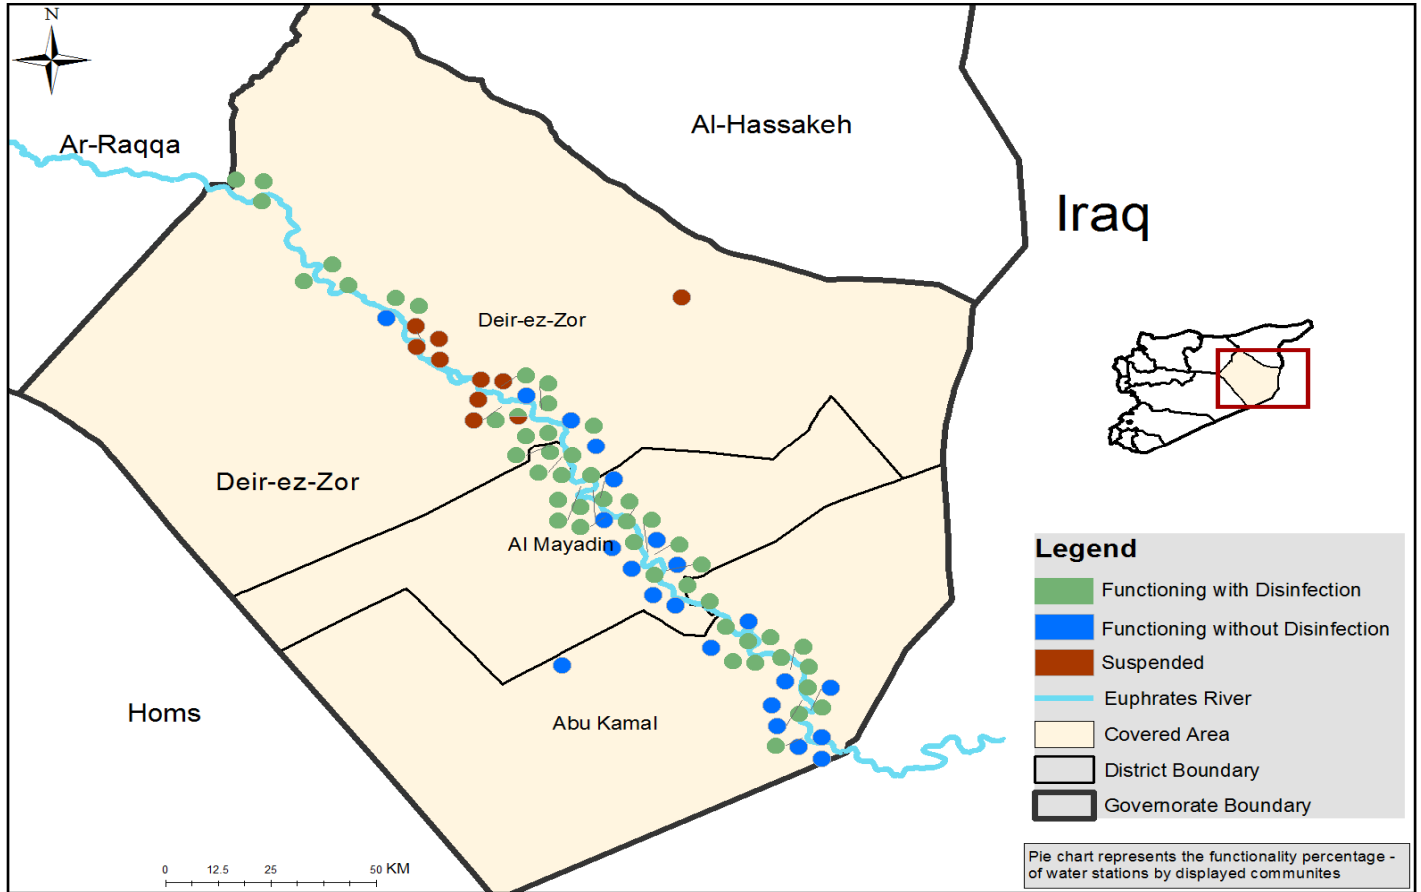 N
Ar-Raqqa
Al-Hassakeh
Iraq
Deir-ez-Zor
Deir-ez-Zor
Al Mayadin
Homs
Abu Kamal
0 12.5 25 50 KM
Legend
Functioning with Disinfection
Functioning without Disinfection
Suspended
Euphrates River
Covered Area
District Boundary
Governorate Boundary
Pie chart represents the functionality percentage -
of water stations by displayed communites